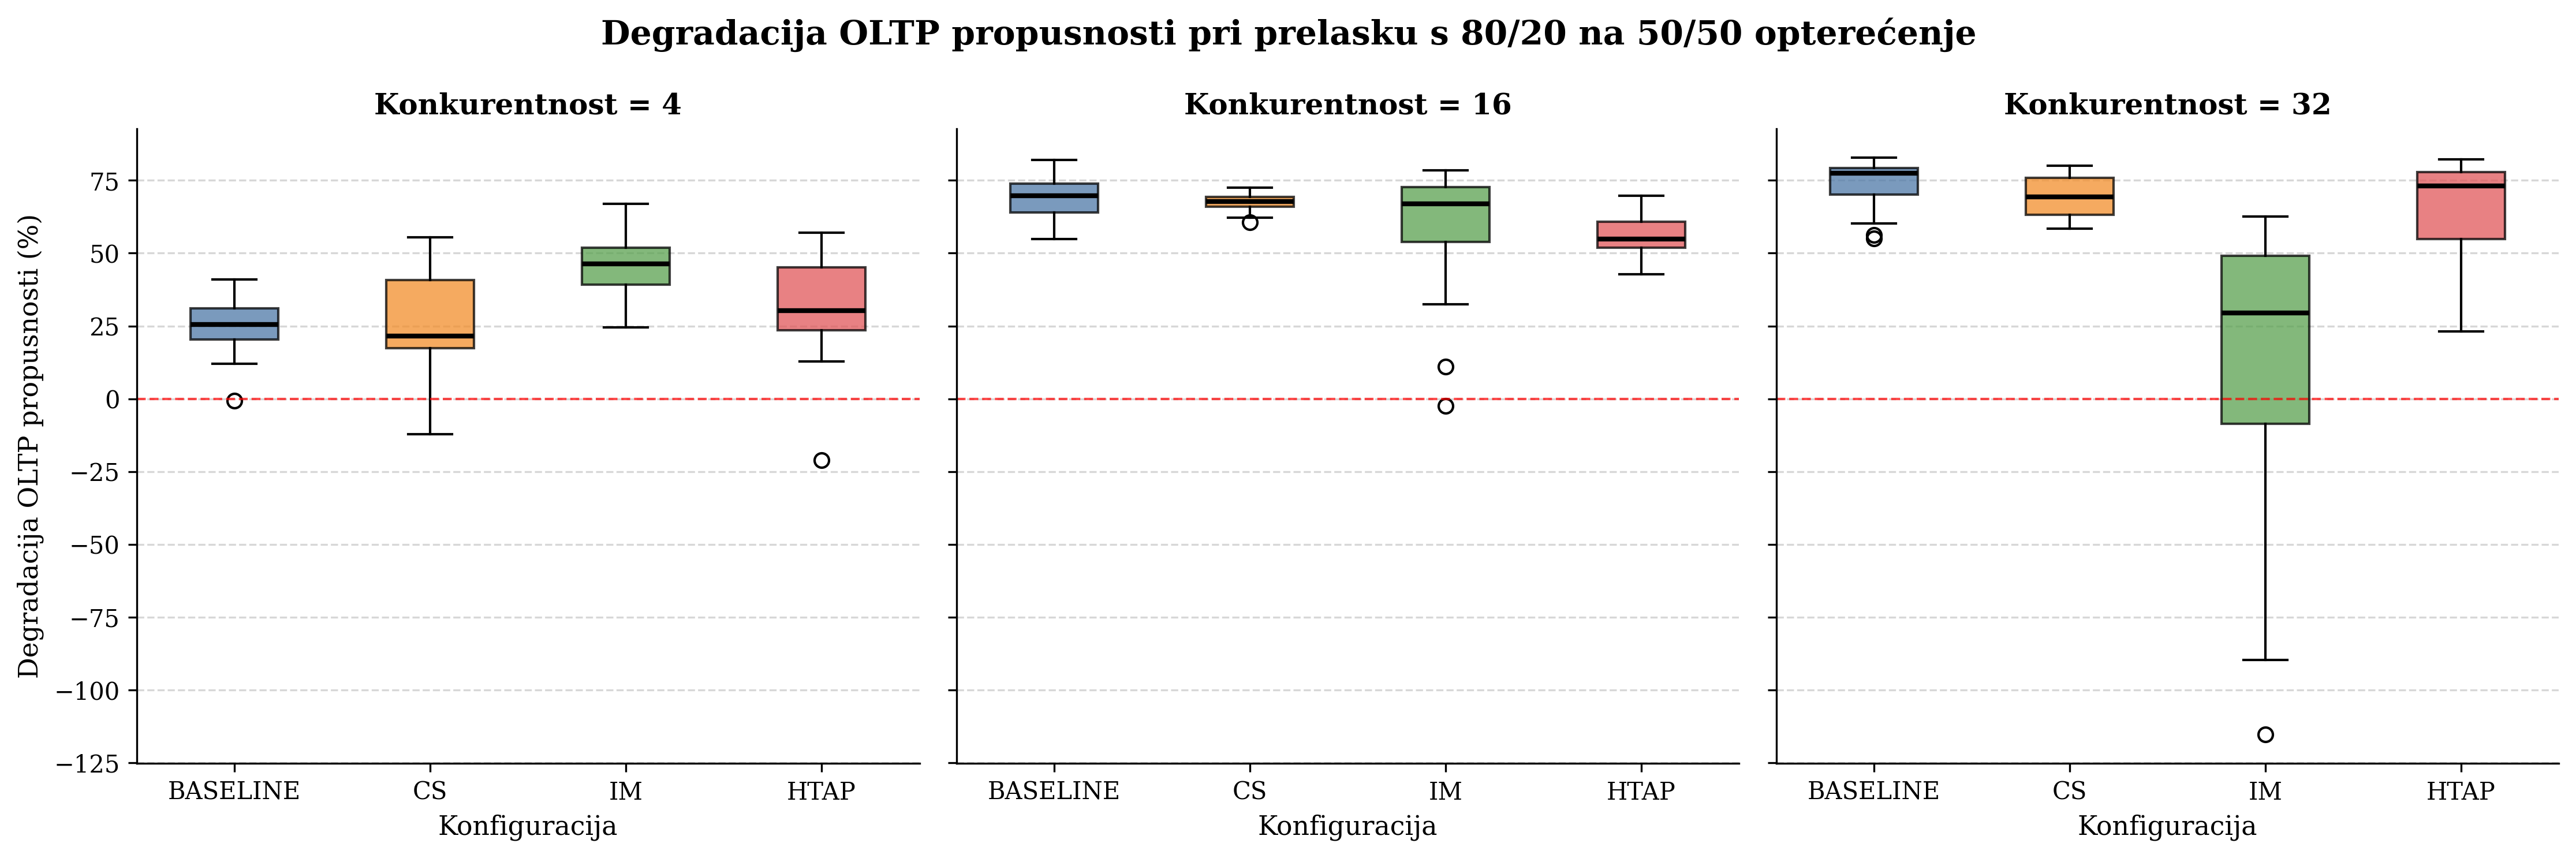 Degradacija OLTP propusnosti pri prelasku s 80/20 na 50/50 opterećenje
Konkurentnost = 4
Konkurentnost = 16
Konkurentnost = 32
Degradacija OLTP propusnosti (%)
75
50
25
0
−25
−50
−75
−100
−125
BASELINE CS IM HTAP
BASELINE CS IM HTAP
BASELINE CS IM HTAP
Konfiguracija
Konfiguracija
Konfiguracija